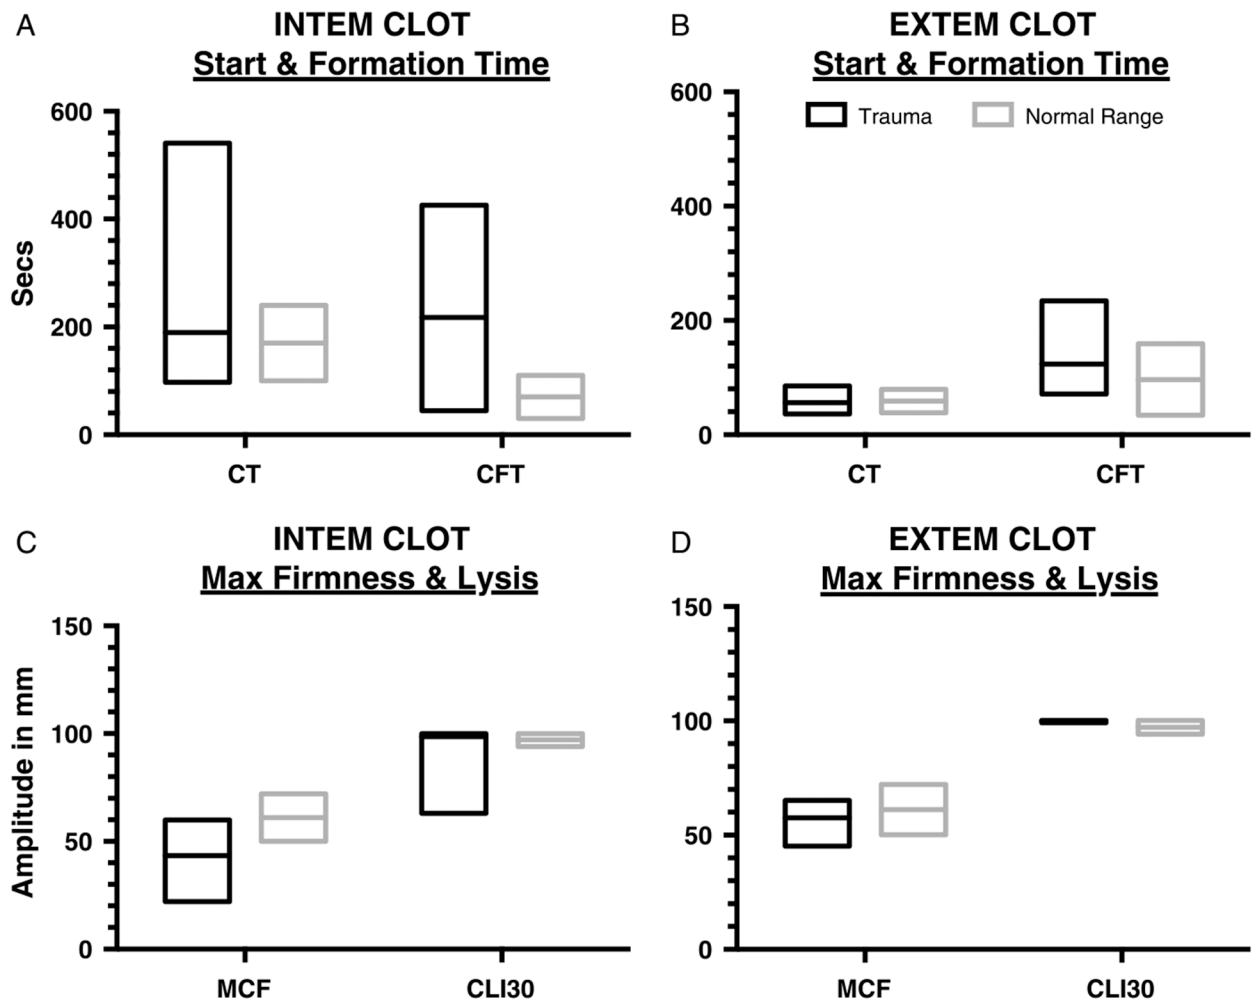 A
INTEM CLOT
Start & Formation Time
600
400
200
0
Secs
CT
CFT
B
EXTEM CLOT
Start & Formation Time
600
400
200
0
Trauma
Normal Range
CT
CFT
C
INTEM CLOT
Max Firmness & Lysis
150
100
50
0
Amplitude in mm
MCF
CLI30
D
EXTEM CLOT
Max Firmness & Lysis
150
100
50
0
MCF
CLI30